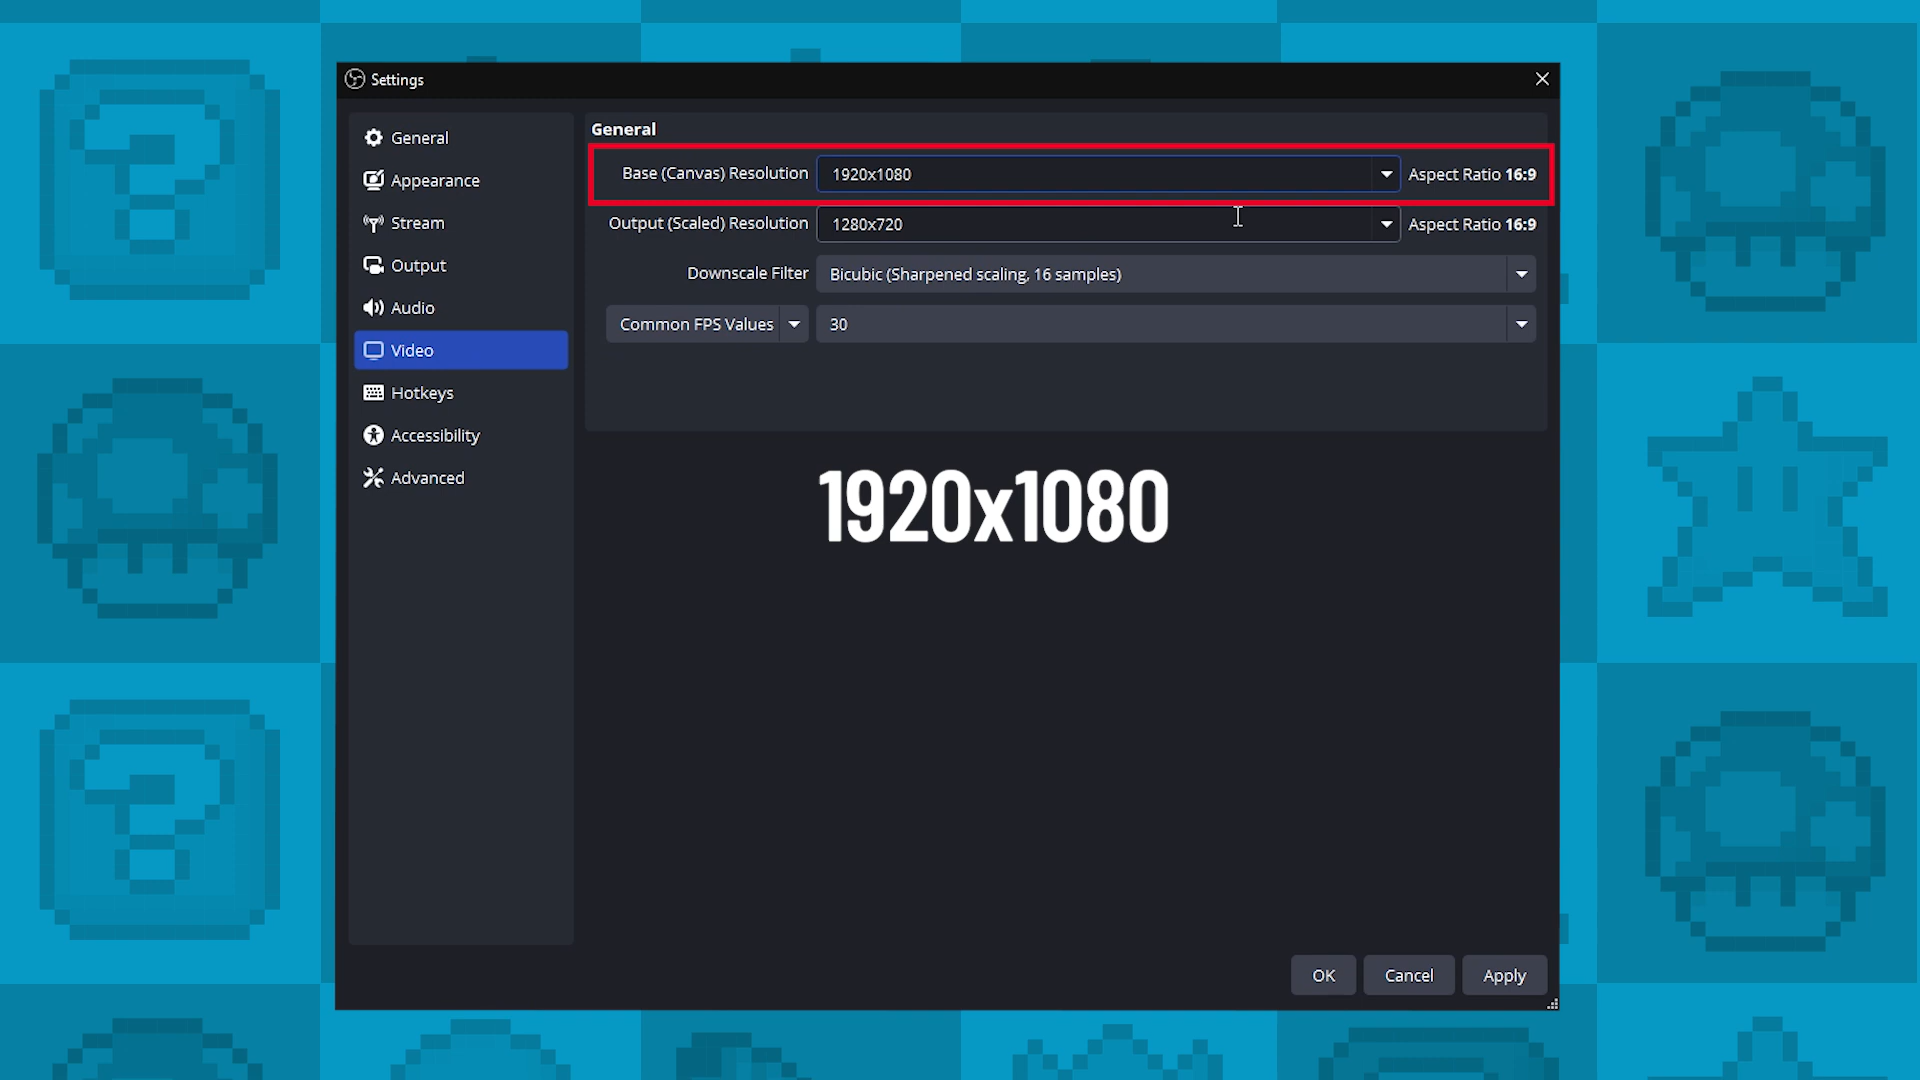 Settings
General
Appearance
Stream
Output
Audio
Video
Hotkeys
Accessibility
Advanced
General
Base (Canvas) Resolution 1920x1080 Aspect Ratio 16:9
Output (Scaled) Resolution 1280x720 Aspect Ratio 16:9
Downscale Filter Bicubic (Sharpened scaling, 16 samples)
Common FPS Values 30
1920x1080
OK Cancel Apply